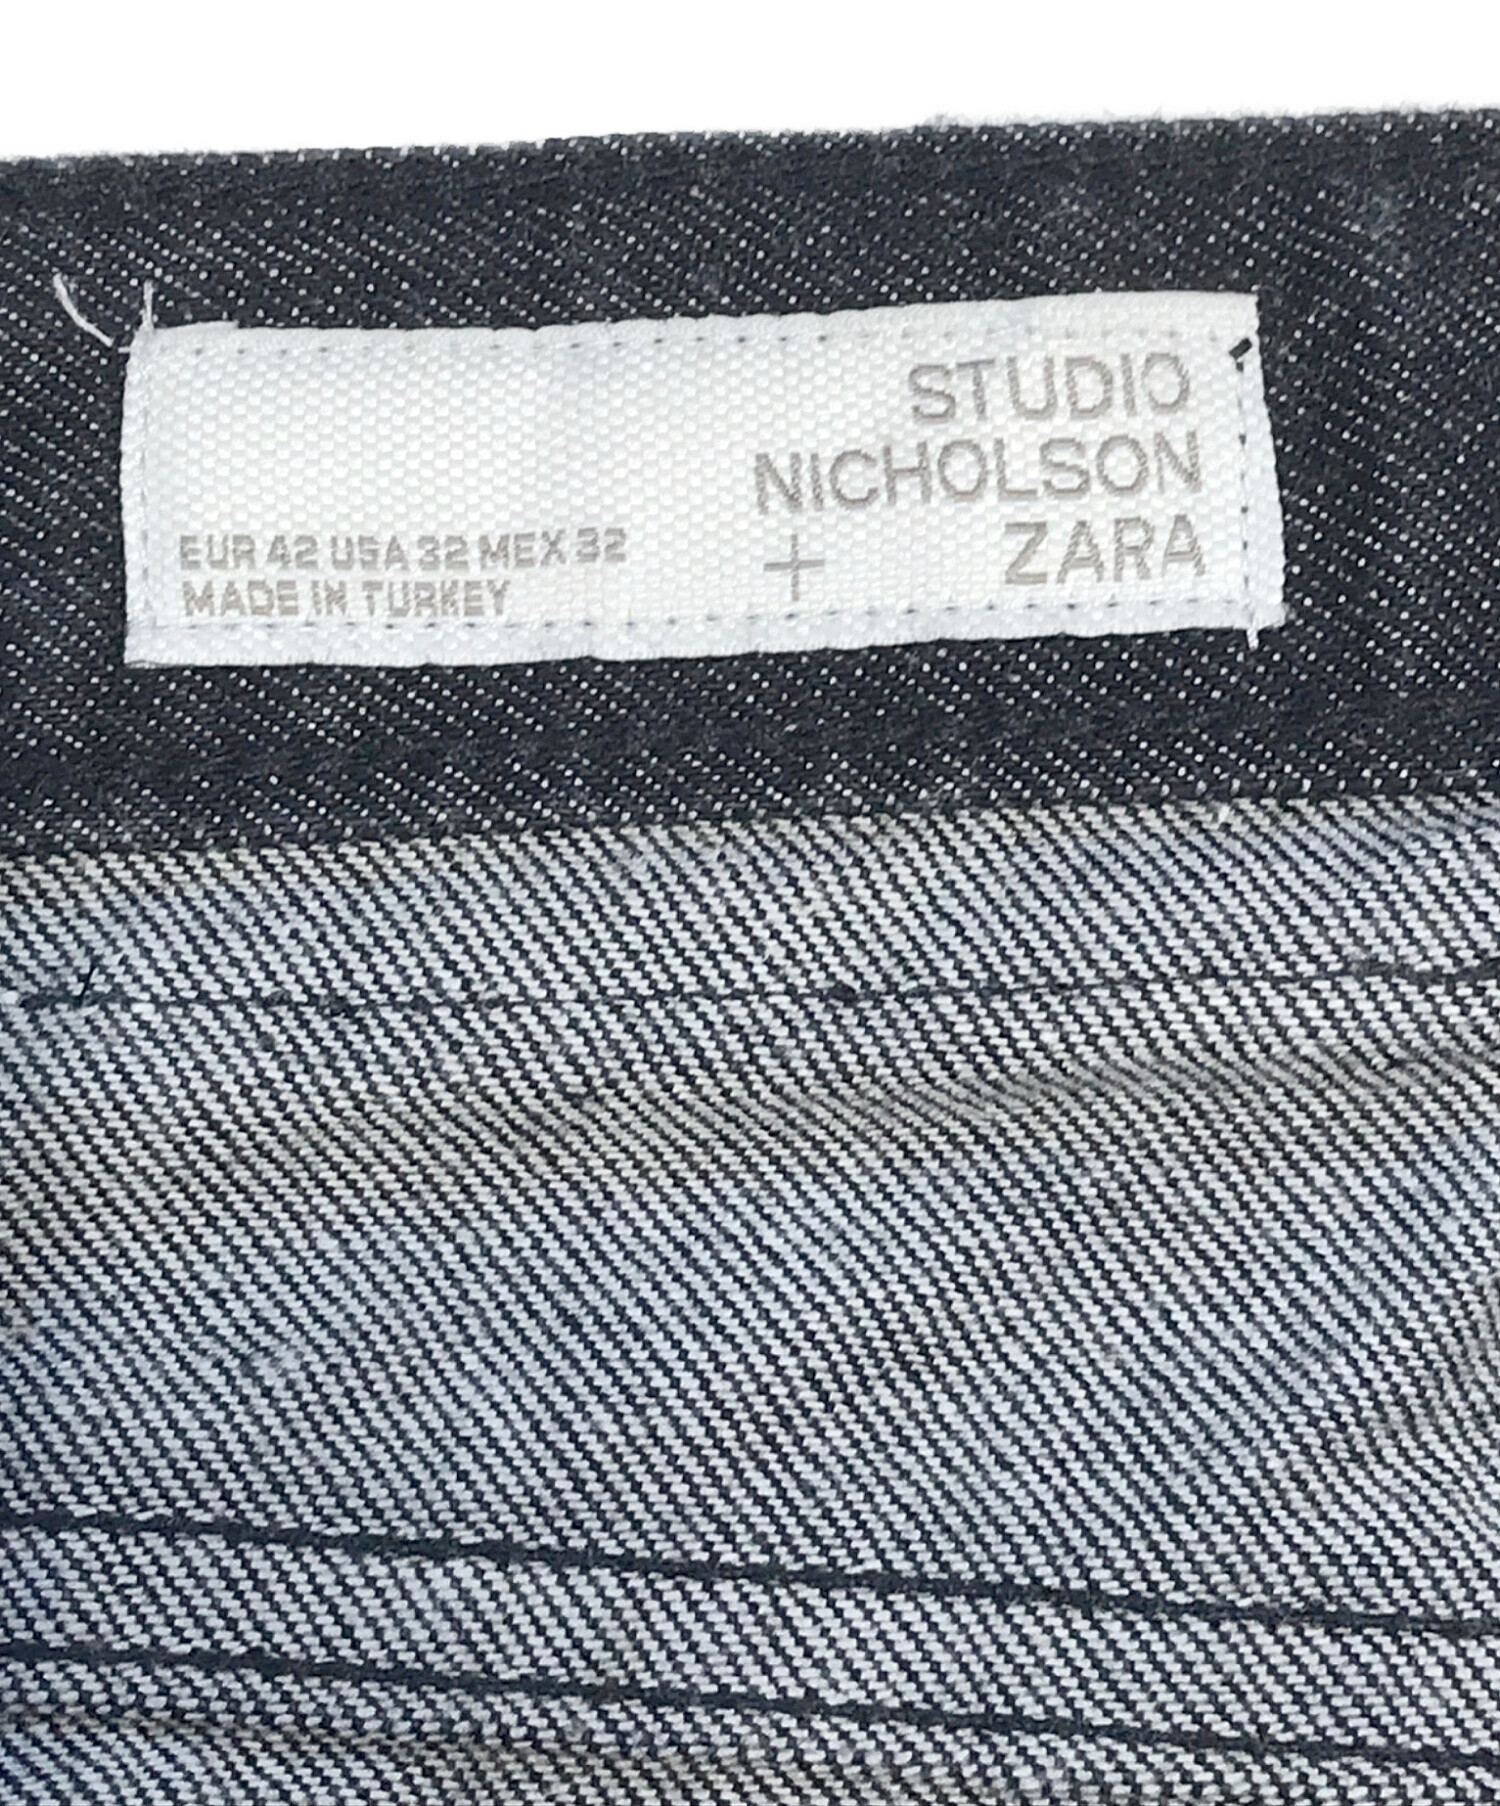 STUDIO
NICHOLSON
+ ZARA
EUR 42 USA 32 MEX 32
MADE IN TURKEY